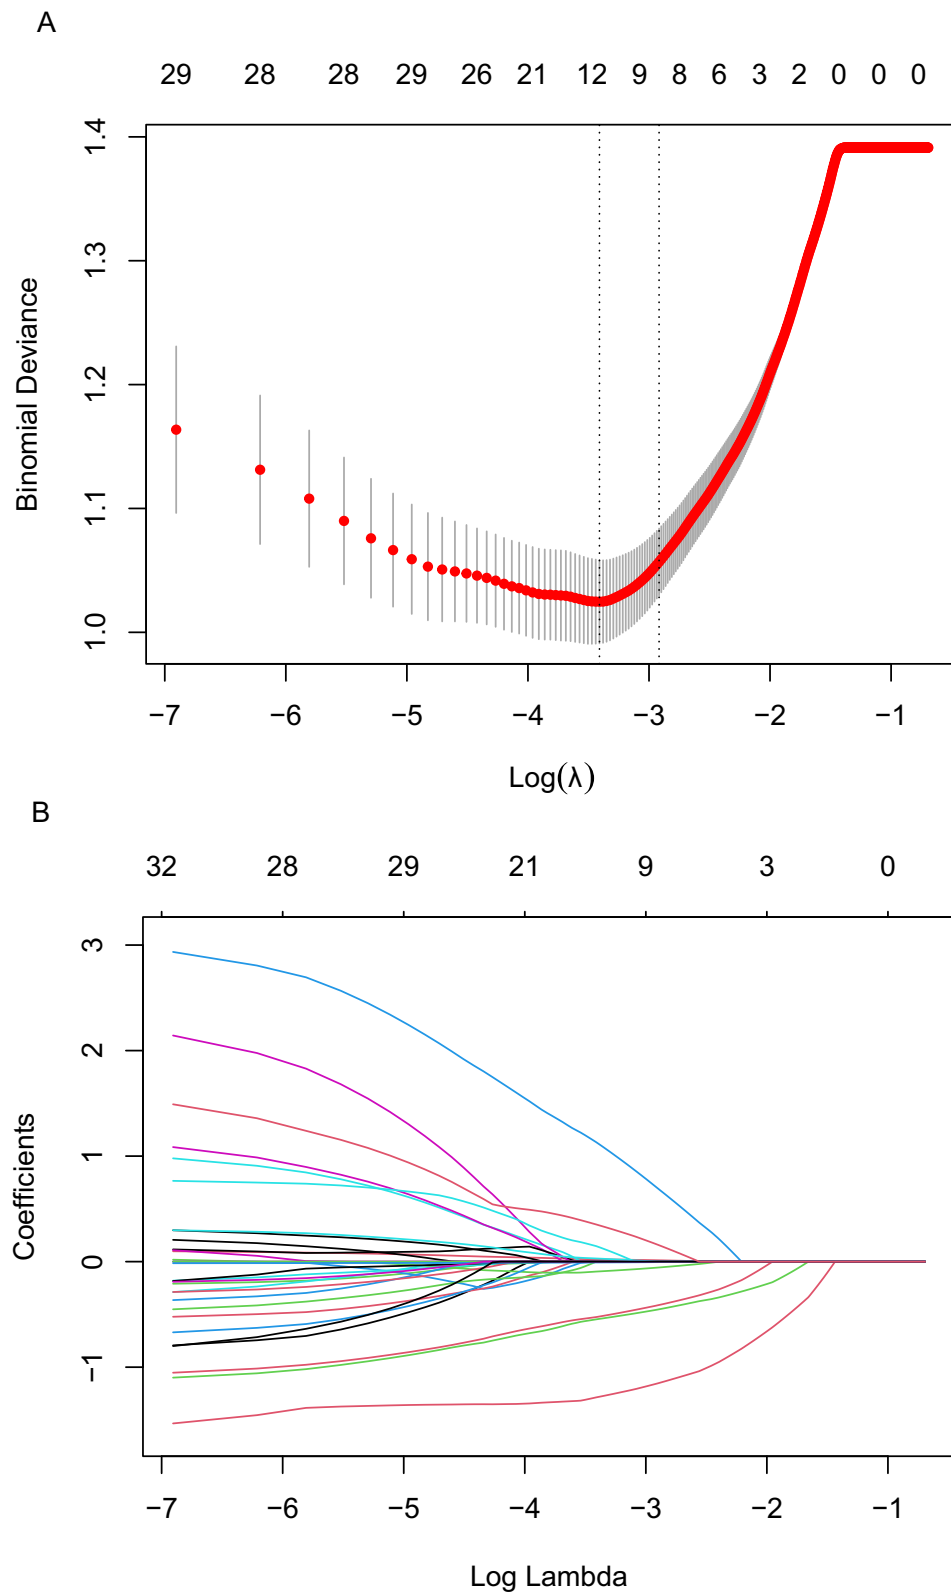 A
29 28 28 29 26 21 12 9 8 6 3 2 0 0 0
1.4
1.3
1.2
1.1
1.0
Binomial Deviance
−7 −6 −5 −4 −3 −2 −1
Log(λ)
B
32 28 29 21 9 3 0
3
2
1
0
−1
Coefficients
−7 −6 −5 −4 −3 −2 −1
Log Lambda